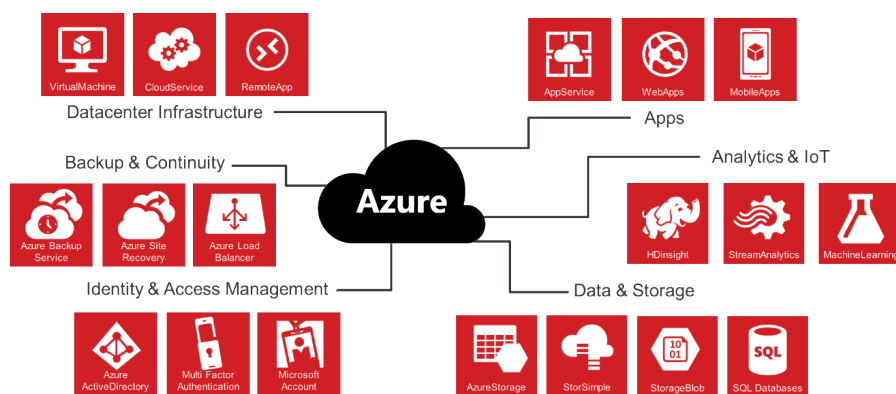 VirtualMachine
CloudService
RemoteApp
Datacenter Infrastructure
AppService
WebApps
MobileApps
Apps
Backup & Continuity
Azure Backup
Service
Azure Site
Recovery
Azure Load
Balancer
Azure
Analytics & IoT
HDinsight
StreamAnalytics
MachineLearning
Identity & Access Management
Azure
ActiveDirectory
Multi Factor
Authentication
Microsoft
Account
Data & Storage
AzureStorage
StorSimple
10
01
StorageBlob
SQL
SQL Databases